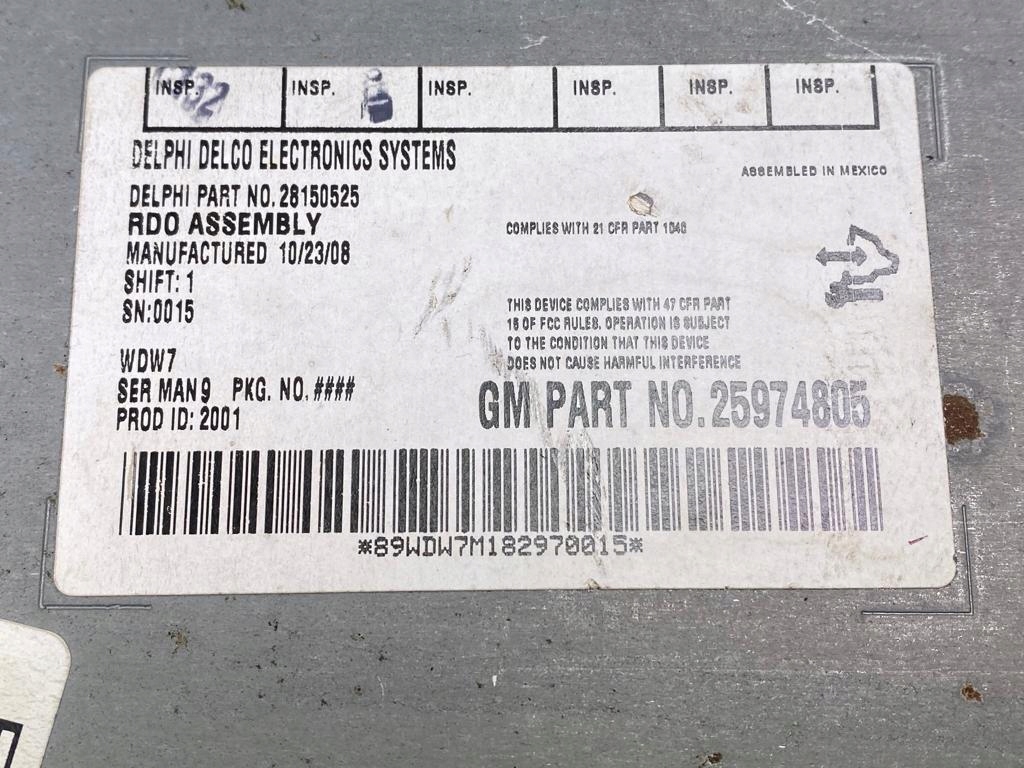 INSP. INSP. INSP. INSP. INSP. INSP.
DELPHI DELCO ELECTRONICS SYSTEMS
ASSEMBLED IN MEXICO
DELPHI PART NO. 28150525
RDO ASSEMBLY
COMPLIES WITH 21 CFR PART 1040
MANUFACTURED 10/23/08
SHIFT: 1
SN:0015
THIS DEVICE COMPLIES WITH 47 CFR PART
15 OF FCC RULES. OPERATION IS SUBJECT
TO THE CONDITION THAT THIS DEVICE
DOES NOT CAUSE HARMFUL INTERFERENCE
WDW7
SER MAN 9 PKG. NO. ####
PROD ID: 2001
GM PART NO. 25974805
*89WDW7M182970015*